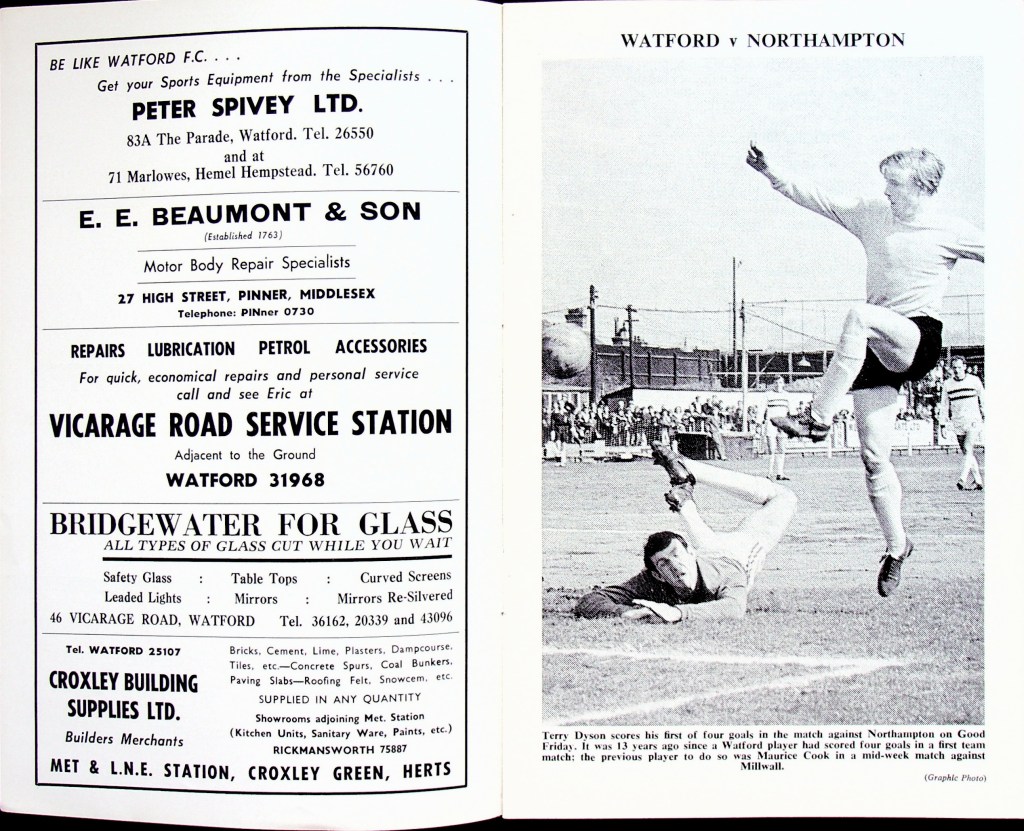 BE LIKE WATFORD F.C. . . .
Get your Sports Equipment from the Specialists . . .
PETER SPIVEY LTD.
83A The Parade, Watford. Tel. 26550
and at
71 Marlowes, Hemel Hempstead. Tel. 56760
E. E. BEAUMONT & SON
(Established 1763)
Motor Body Repair Specialists
27 HIGH STREET, PINNER, MIDDLESEX
Telephone: PINner 0730
REPAIRS LUBRICATION PETROL ACCESSORIES
For quick, economical repairs and personal service
call and see Eric at
VICARAGE ROAD SERVICE STATION
Adjacent to the Ground
WATFORD 31968
BRIDGEWATER FOR GLASS
ALL TYPES OF GLASS CUT WHILE YOU WAIT
Safety Glass : Table Tops : Curved Screens
Leaded Lights : Mirrors : Mirrors Re-Silvered
46 VICARAGE ROAD, WATFORD Tel. 36162, 20339 and 43096
Tel. WATFORD 25107
CROXLEY BUILDING
SUPPLIES LTD.
Builders Merchants
Bricks, Cement, Lime, Plasters, Dampcourse,
Tiles, etc.—Concrete Spurs, Coal Bunkers,
Paving Slabs—Roofing Felt, Snowcem, etc.
SUPPLIED IN ANY QUANTITY
Showrooms adjoining Met. Station
(Kitchen Units, Sanitary Ware, Paints, etc.)
RICKMANSWORTH 75887
MET & L.N.E. STATION, CROXLEY GREEN, HERTS
WATFORD v NORTHAMPTON
Terry Dyson scores his first of four goals in the match against Northampton on Good
Friday. It was 13 years ago since a Watford player had scored four goals in a first team
match: the previous player to do so was Maurice Cook in a mid-week match against
Millwall.
(Graphic Photo)